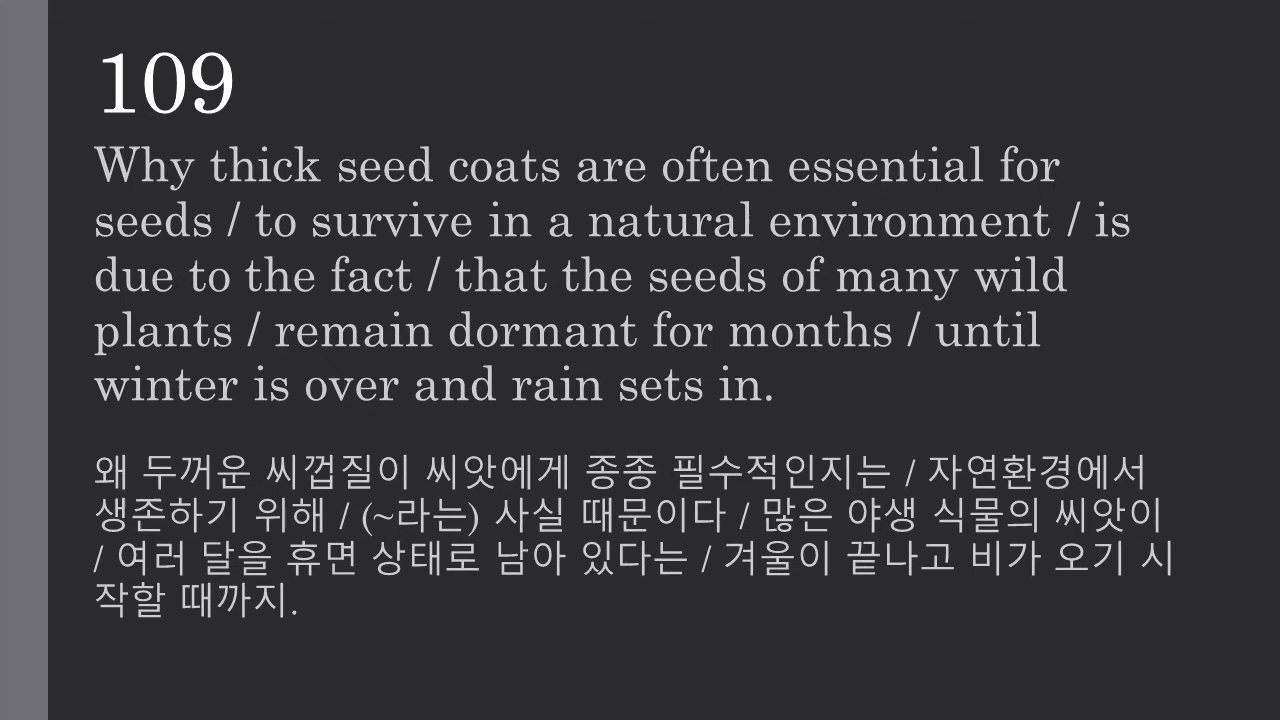 109
Why thick seed coats are often essential for
seeds / to survive in a natural environment / is
due to the fact / that the seeds of many wild
plants / remain dormant for months / until
winter is over and rain sets in.
왜 두꺼운 씨껍질이 씨앗에게 종종 필수적인지는 / 자연환경에서
생존하기 위해 / (~라는) 사실 때문이다 / 많은 야생 식물의 씨앗이
/ 여러 달을 휴면 상태로 남아 있다는 / 겨울이 끝나고 비가 오기 시
작할 때까지.